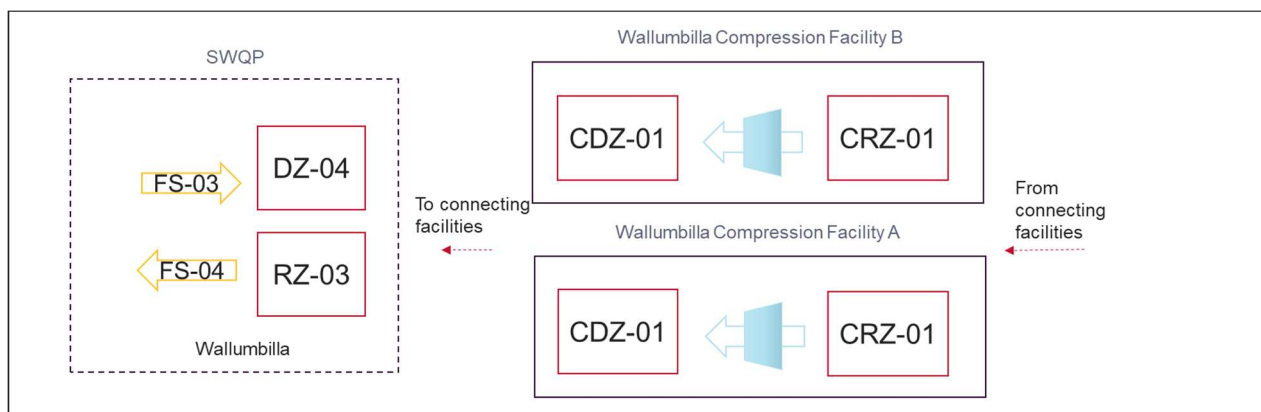 SWQP
FS-03
DZ-04
FS-04
RZ-03
Wallumbilla
To connecting
facilities
Wallumbilla Compression Facility B
CDZ-01
CRZ-01
Wallumbilla Compression Facility A
CDZ-01
CRZ-01
From
connecting
facilities